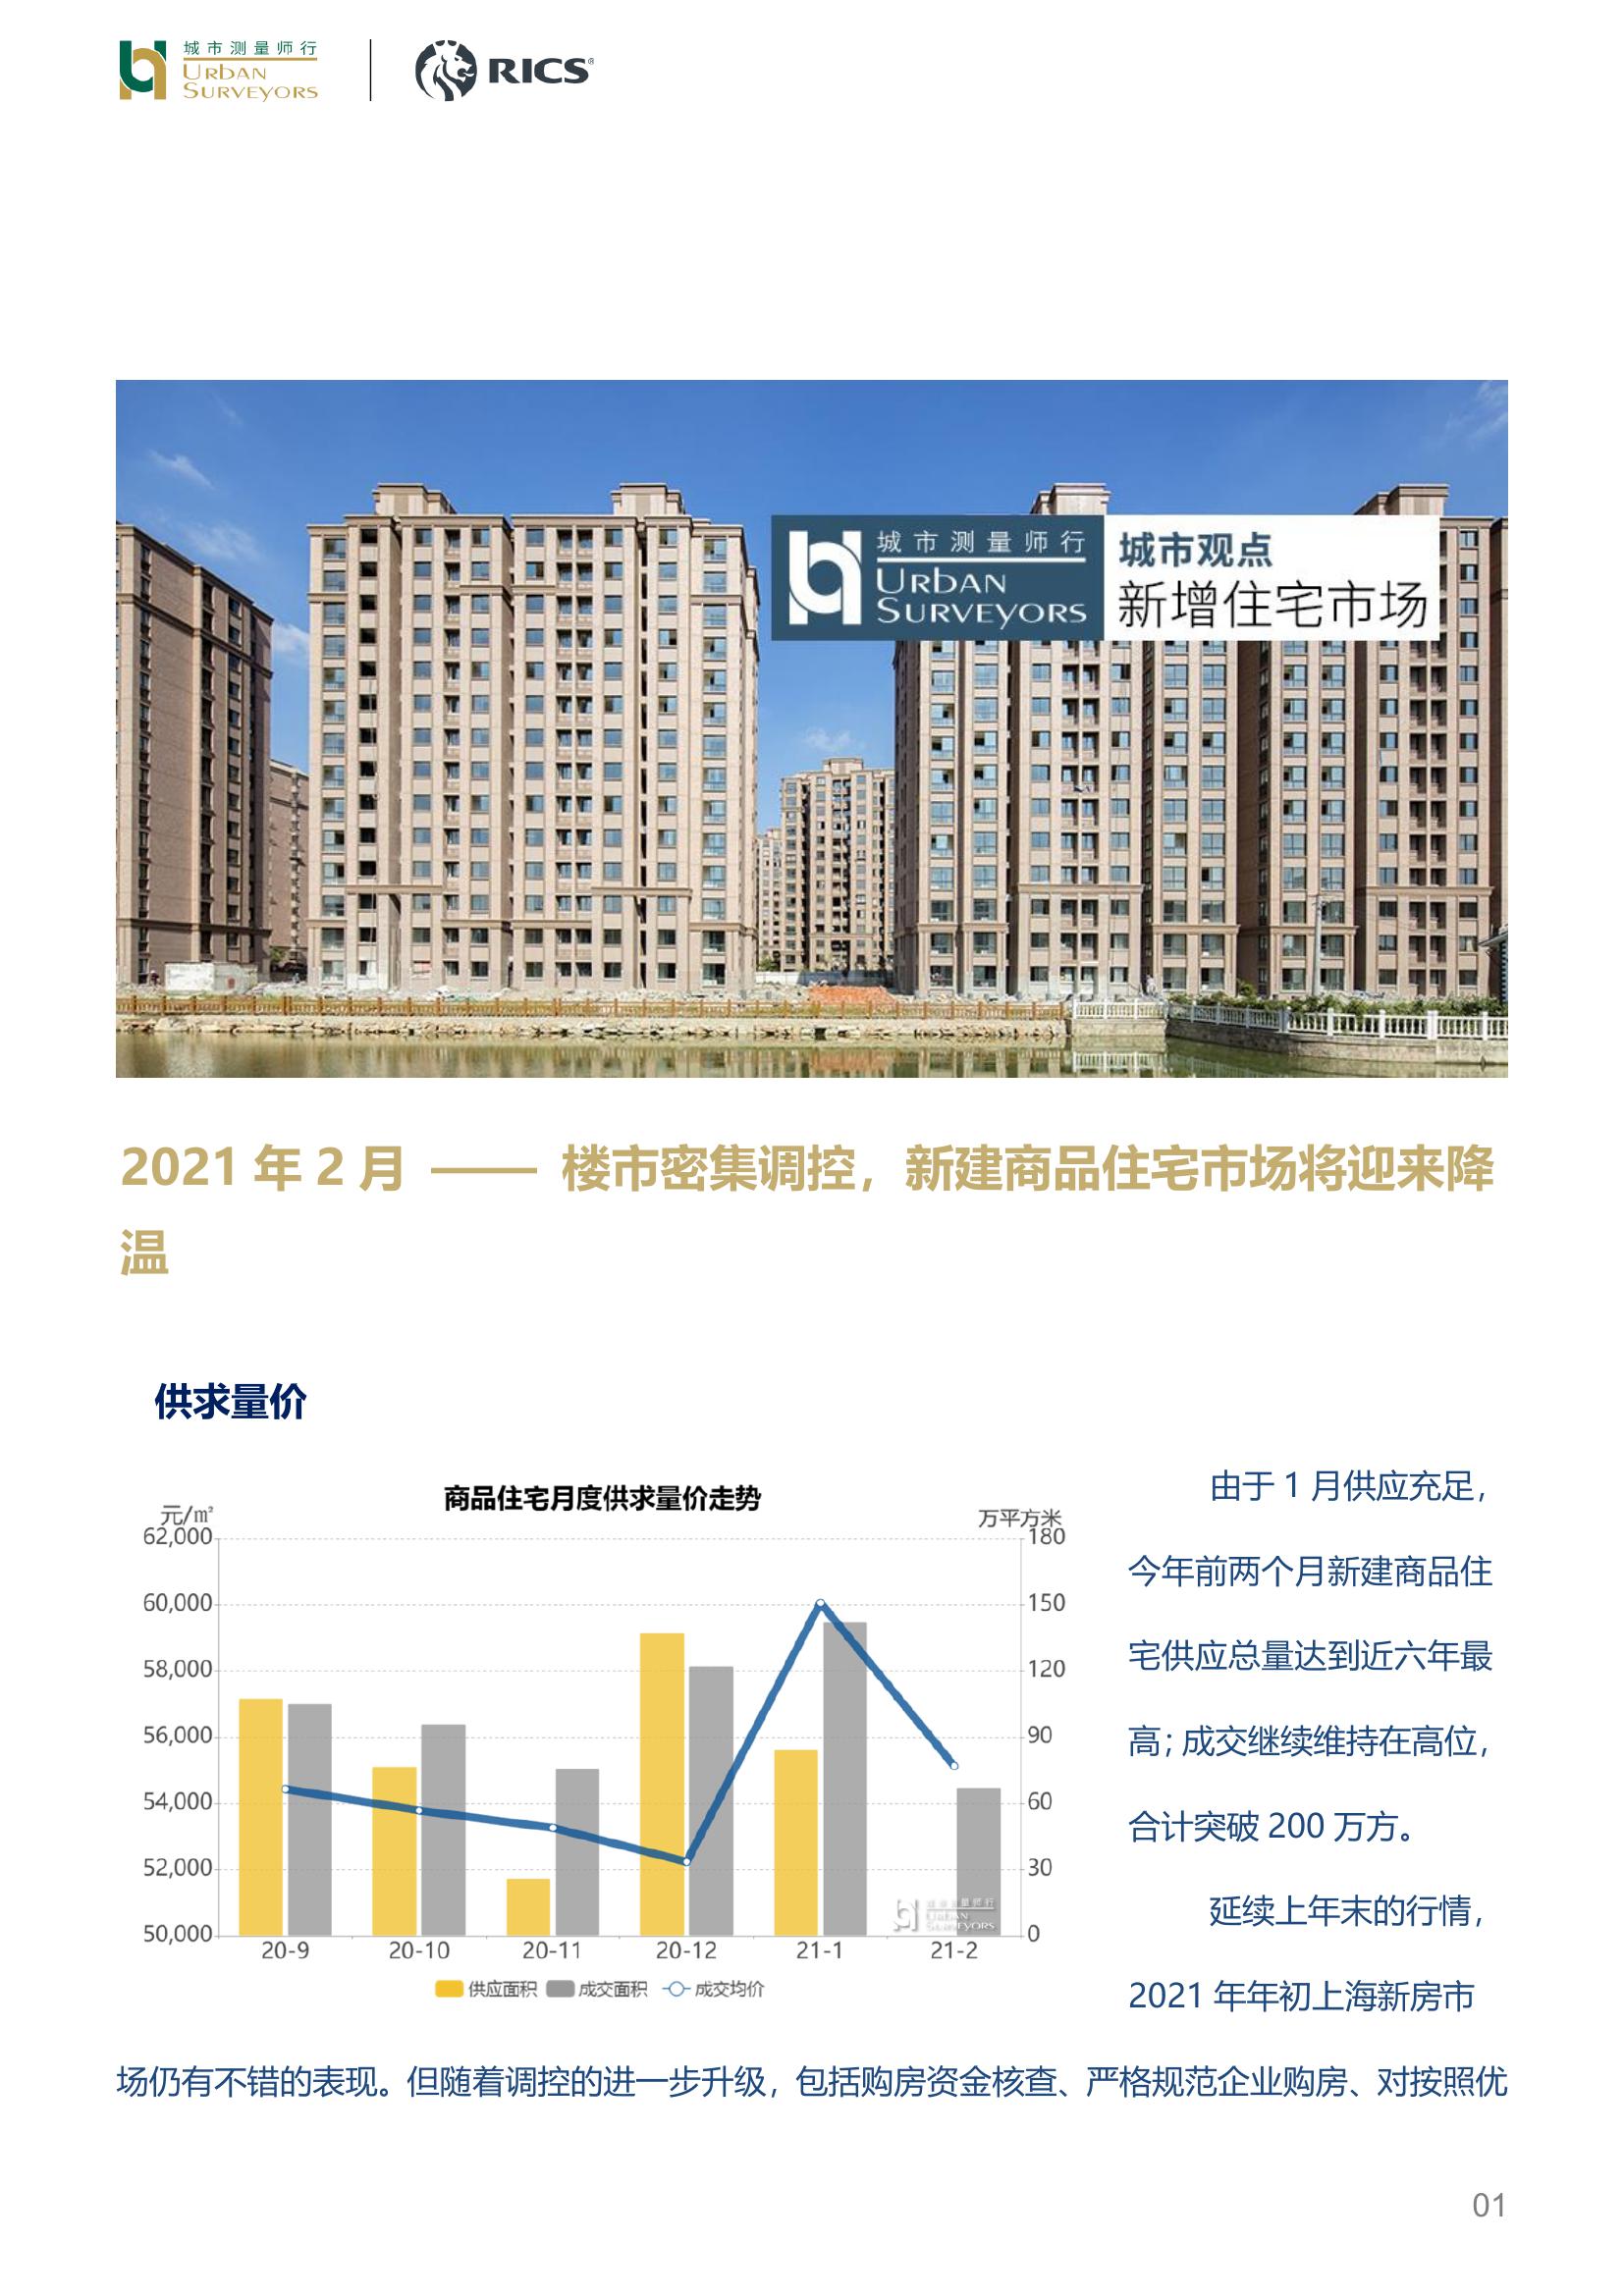 城市测量师行
URBAN
SURVEYORS
RICS®
城市测量师行
URBAN
SURVEYORS
城市观点
新增住宅市场
2021 年 2 月 —— 楼市密集调控，新建商品住宅市场将迎来降
温
供求量价
商品住宅月度供求量价走势
元/㎡
万平方米
62,000
60,000
58,000
56,000
54,000
52,000
50,000
180
150
120
90
60
30
0
20-9 20-10 20-11 20-12 21-1 21-2
城市测量师行
URBAN
SURVEYORS
供应面积 成交面积 成交均价
由于 1 月供应充足，
今年前两个月新建商品住
宅供应总量达到近六年最
高；成交继续维持在高位，
合计突破 200 万方。
延续上年末的行情，
2021 年年初上海新房市
场仍有不错的表现。但随着调控的进一步升级，包括购房资金核查、严格规范企业购房、对按照优
01